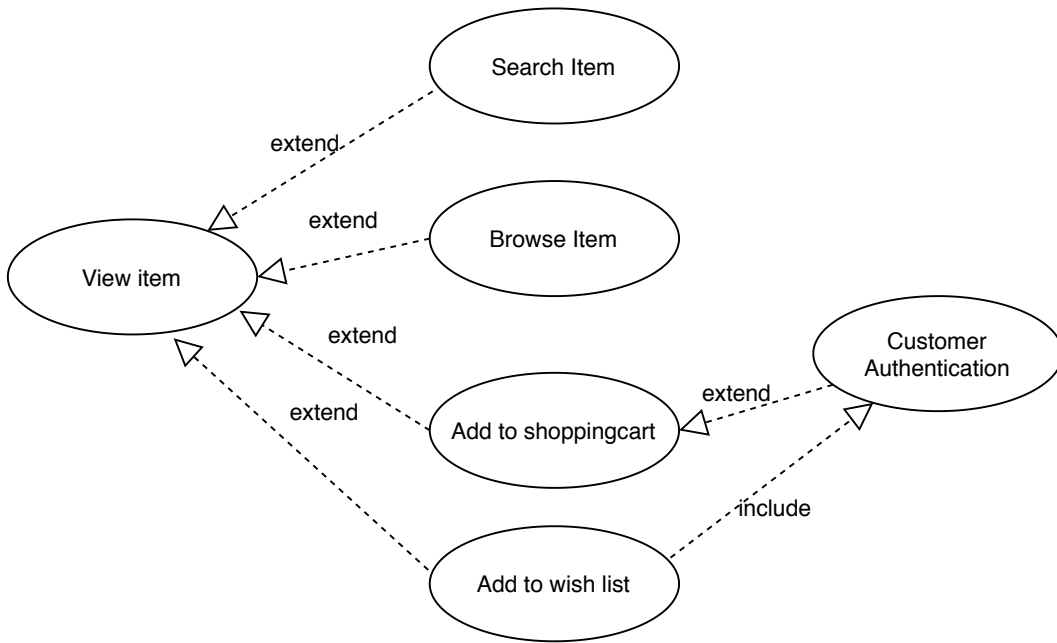 Search Item
extend
extend
Browse Item
View item
extend
Customer
Authentication
extend
extend
Add to shoppingcart
include
Add to wish list